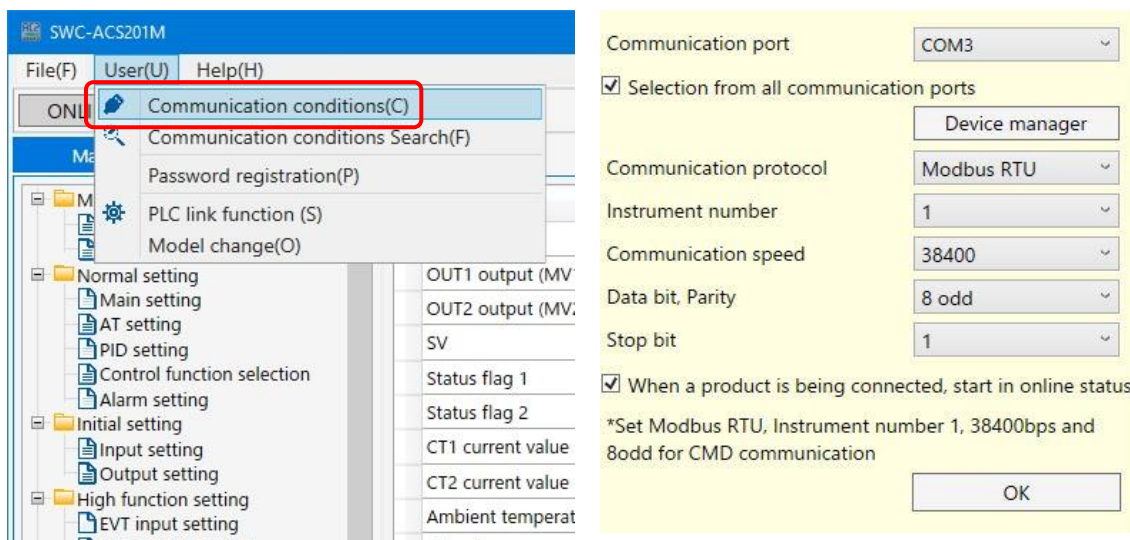 SWC-ACS201M
File(F) User(U) Help(H)
Communication conditions(C)
Communication conditions Search(F)
Password registration(P)
PLC link function (S)
Model change(O)
Normal setting
Main setting
AT setting
PID setting
Control function selection
Alarm setting
Initial setting
Input setting
Output setting
High function setting
EVT input setting
OUT1 output
OUT2 output
SV
Status flag 1
Status flag 2
CT1 current value
CT2 current value
Ambient
Communication port COM3
Selection from all communication ports
Device manager
Communication protocol Modbus RTU
Instrument number 1
Communication speed 38400
Data bit, Parity 8 odd
Stop bit 1
When a product is being connected, start in online status
*Set Modbus RTU, Instrument number 1, 38400bps and
8odd for CMD communication
OK